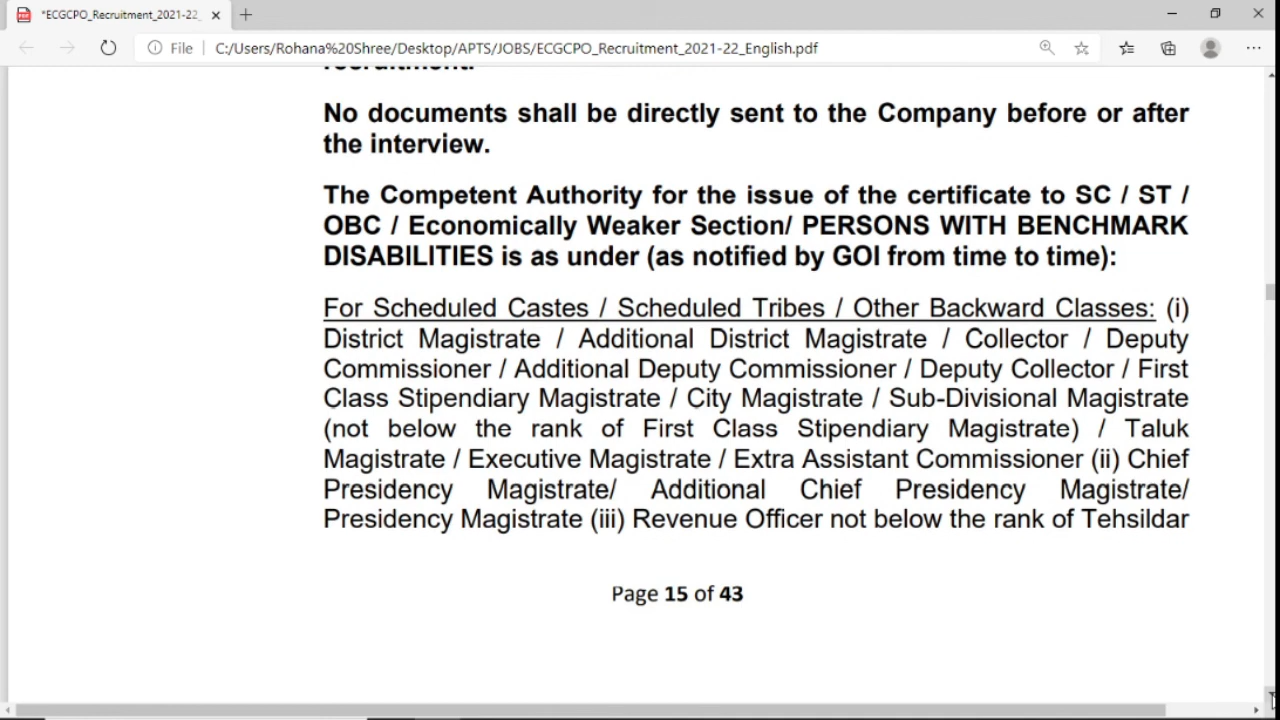 *ECGCPO_Recruitment_2021-22_
File C:/Users/Rohana%20Shree/Desktop/APTS/JOBS/ECGCPO_Recruitment_2021-22_English.pdf
recruitment.
No documents shall be directly sent to the Company before or after
the interview.
The Competent Authority for the issue of the certificate to SC / ST /
OBC / Economically Weaker Section/ PERSONS WITH BENCHMARK
DISABILITIES is as under (as notified by GOI from time to time):
For Scheduled Castes / Scheduled Tribes / Other Backward Classes: (i)
District Magistrate / Additional District Magistrate / Collector / Deputy
Commissioner / Additional Deputy Commissioner / Deputy Collector / First
Class Stipendiary Magistrate / City Magistrate / Sub-Divisional Magistrate
(not below the rank of First Class Stipendiary Magistrate) / Taluk
Magistrate / Executive Magistrate / Extra Assistant Commissioner (ii) Chief
Presidency Magistrate/ Additional Chief Presidency Magistrate/
Presidency Magistrate (iii) Revenue Officer not below the rank of Tehsildar
Page 15 of 43